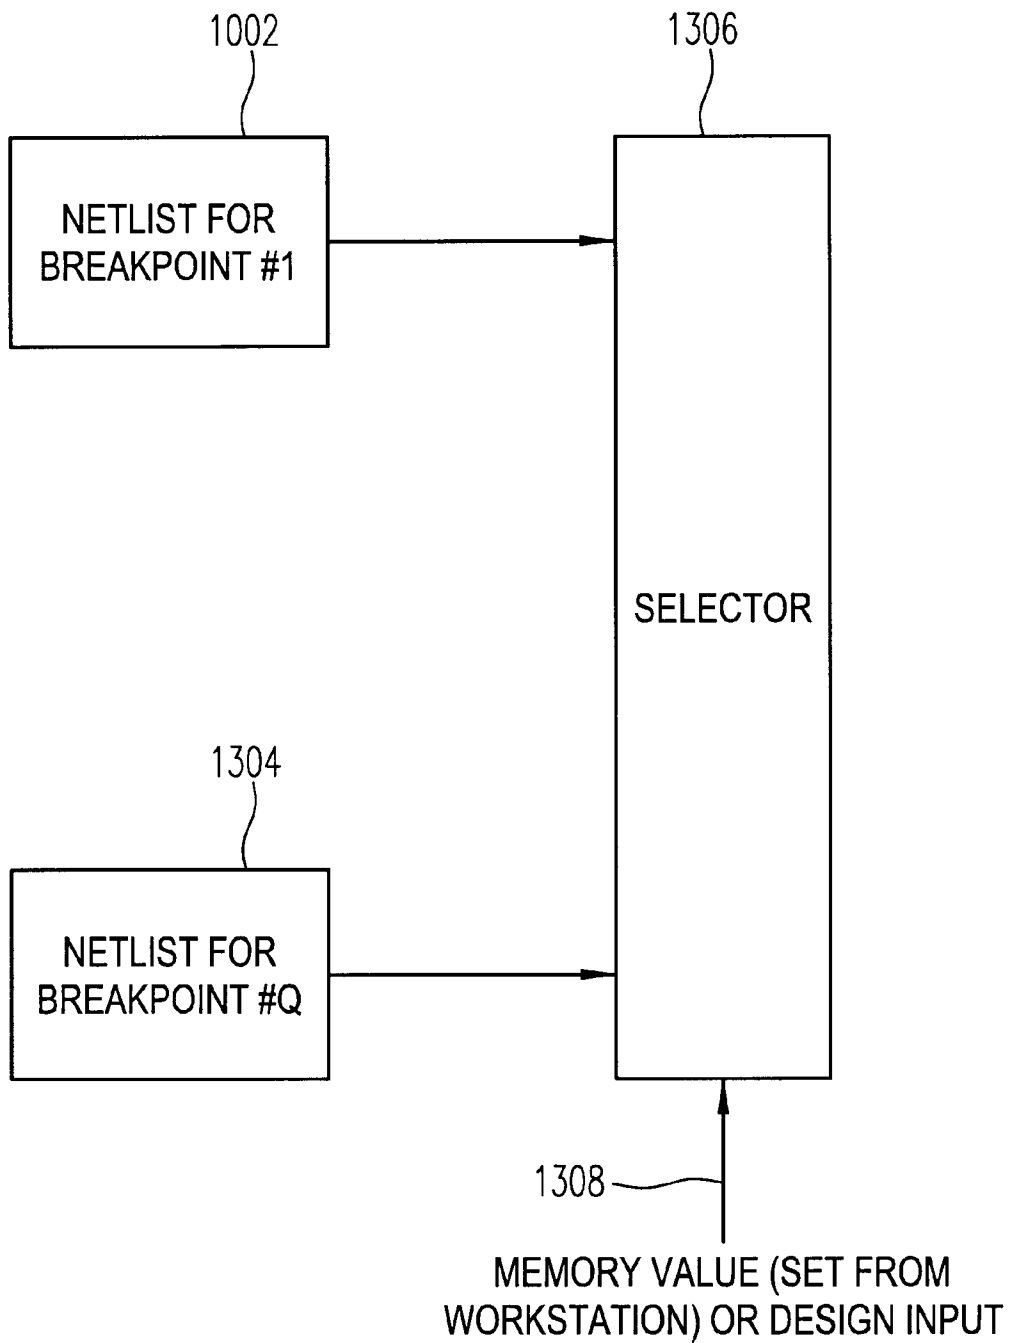 1002
1306
NETLIST FOR
BREAKPOINT #1
SELECTOR
1304
NETLIST FOR
BREAKPOINT #Q
1308
MEMORY VALUE (SET FROM
WORKSTATION) OR DESIGN INPUT